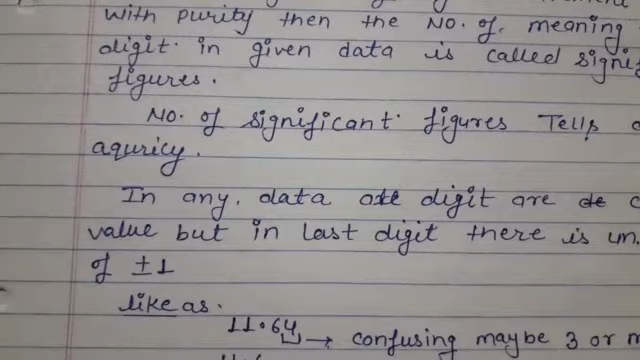 with purity then the NO. of. meaning
digit. in given data is called signif
figures.
NO. of significant. figures Tells
aquricy.
In any. data digit are
value but in last digit there is un.
of ±1
like as.
11.64 → confusing maybe 3 or